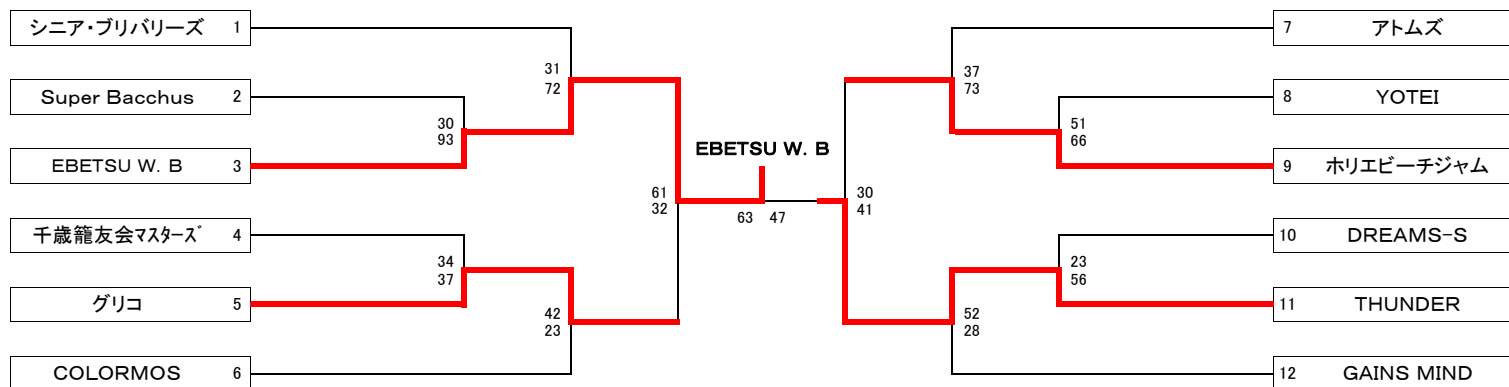 シニア・ブリバリーズ 1
Super Bacchus 2
EBETSU W. B 3
千歳籠友会マスターズ 4
グリコ 5
COLORMOS 6
30
93
34
37
31
72
42
23
61
32
EBETSU W. B
63 47
30
41
37
73
52
28
51
66
23
56
7 アトムズ
8 YOTEI
9 ホリエビーチジャム
10 DREAMS-S
11 THUNDER
12 GAINS MIND